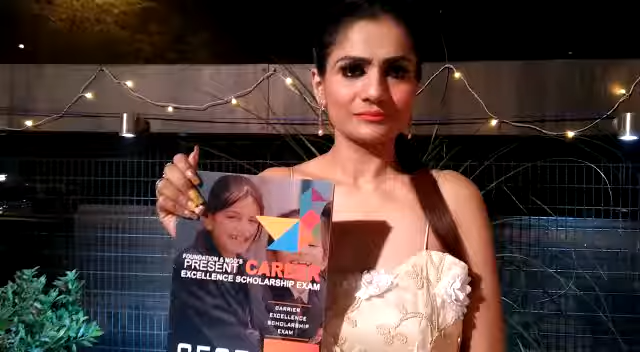 FOUNDATION & NGO'S
PRESENT CAREER
EXCELLENCE SCHOLARSHIP EXAM
CARRIER
EXCELLENCE
SCHOLARSHIP
EXAM